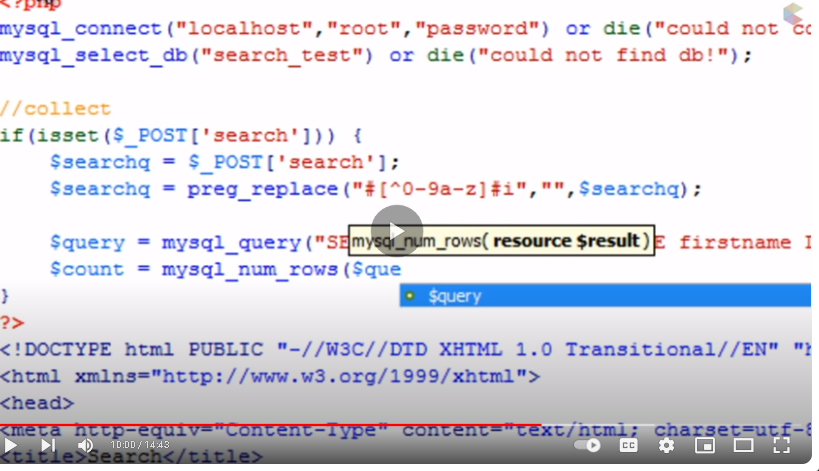 <?php
mysql_connect("localhost","root","password") or die("could not co
mysql_select_db("search_test") or die("could not find db!");
//collect
if(isset($_POST['search'])) {
$searchq = $_POST['search'];
$searchq = preg_replace("#[^0-9a-z]#i","",$searchq);
mysql_num_rows( resource $result )
$query = mysql_query("SE E firstname
$count = mysql_num_rows($que
$query
}
?>
<!DOCTYPE html PUBLIC "-//W3C//DTD XHTML 1.0 Transitional//EN" "h
<html xmlns="http://www.w3.org/1999/xhtml">
<head>
<meta http-equiv="Content-Type" content="text/html; charset=utf-8
10:00 / 14:43
CC
<title>Search</title>